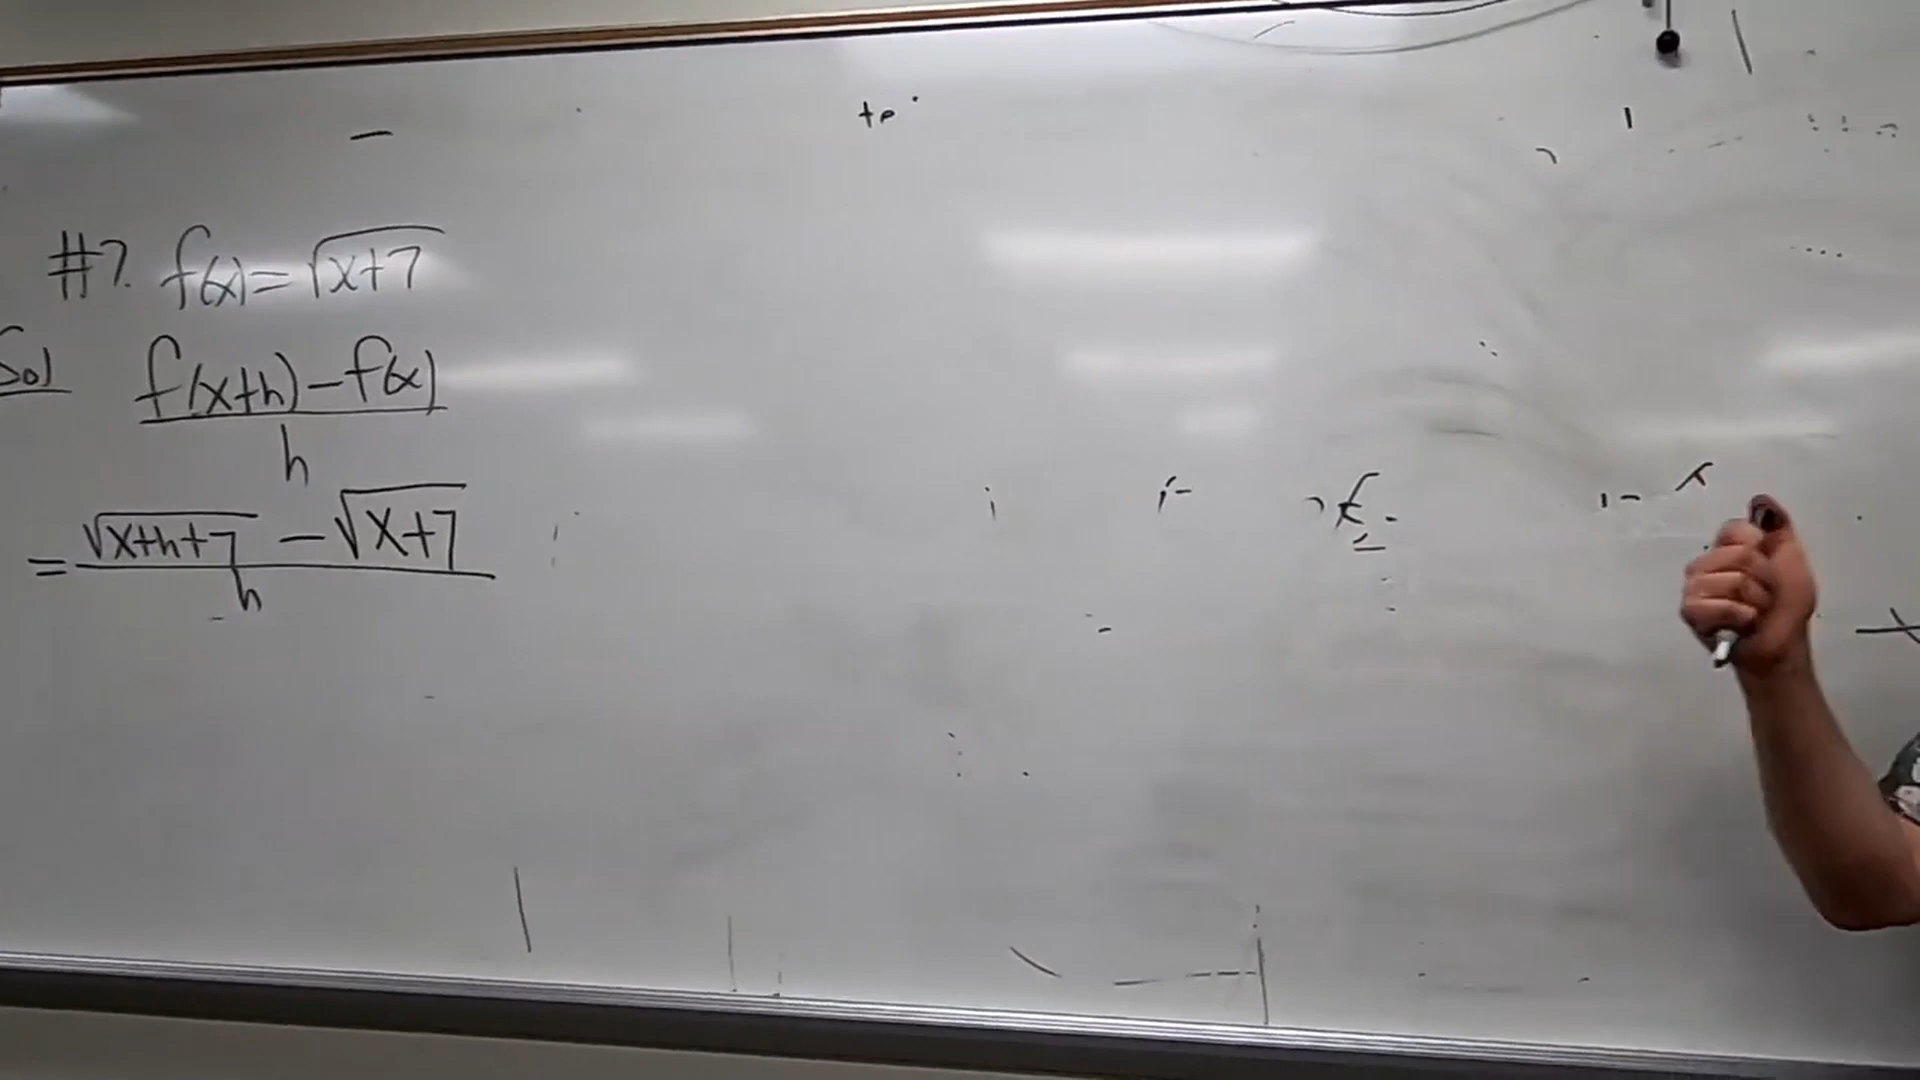 #7. f(x) = √x+7
Sol f(x+h) - f(x)
h
= √x+h+7 - √x+7
h